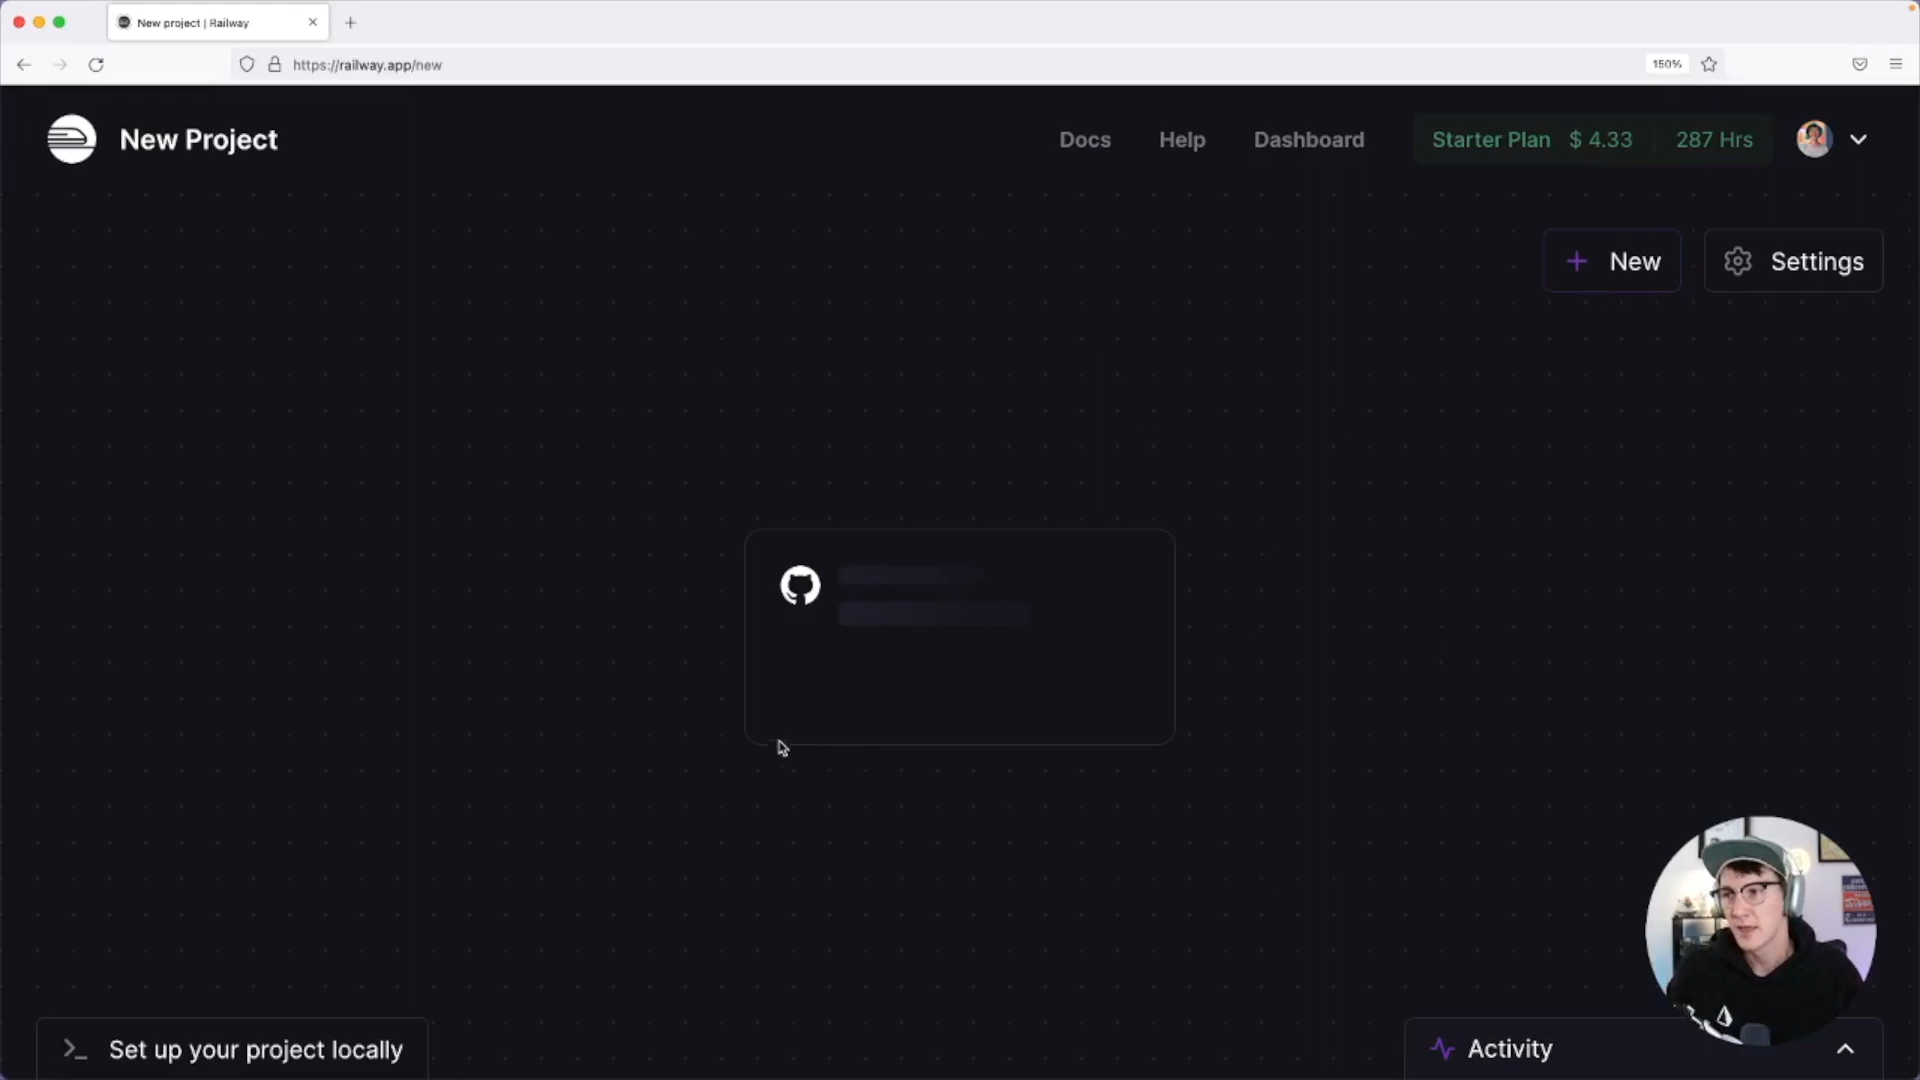 New project | Railway
https://railway.app/new
150%
New Project
Docs
Help
Dashboard
Starter Plan $ 4.33 287 Hrs
New
Settings
Set up your project locally
Activity